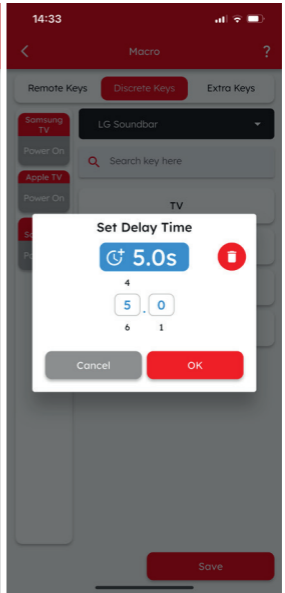 14:33
Macro
?
Remote Keys
Discrete Keys
Extra Keys
Samsung
TV
Power On
LG Soundbar
Search key here
Apple TV
Power On
TV
Set Delay Time
5.0s
4
5 . 0
6 1
Cancel
OK
Save